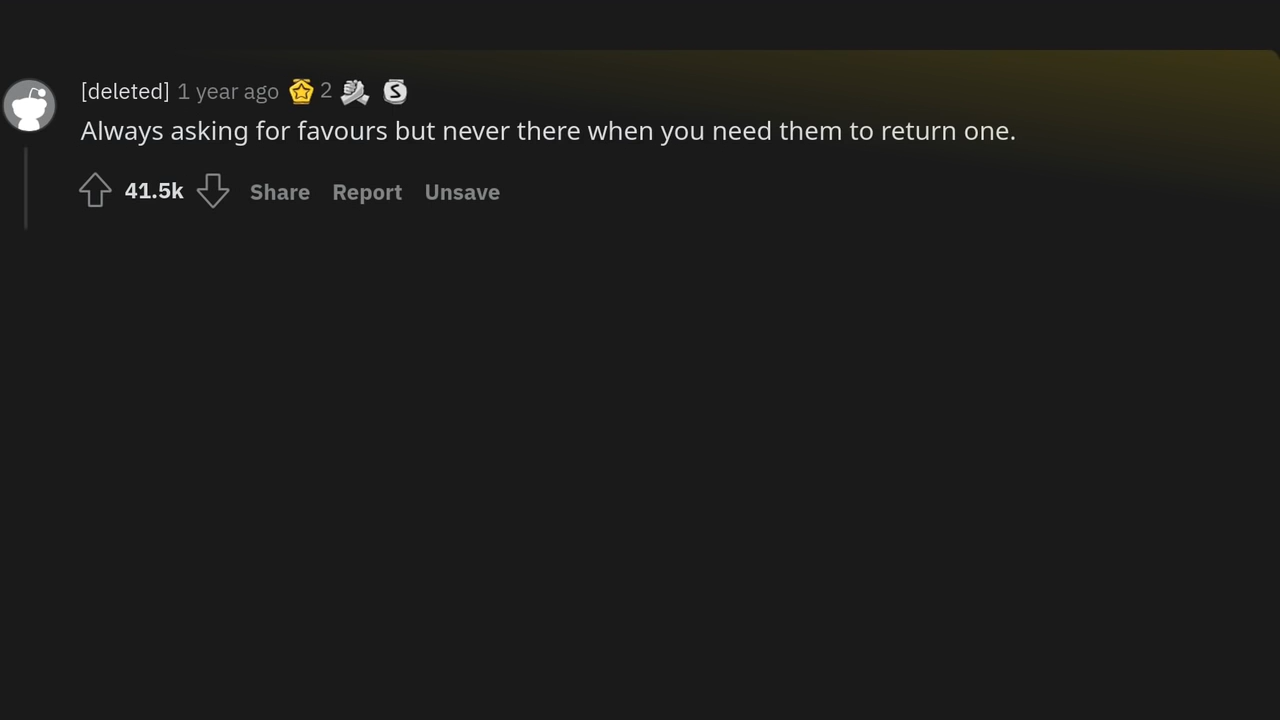 [deleted] 1 year ago 2 S
Always asking for favours but never there when you need them to return one.
41.5k Share Report Unsave